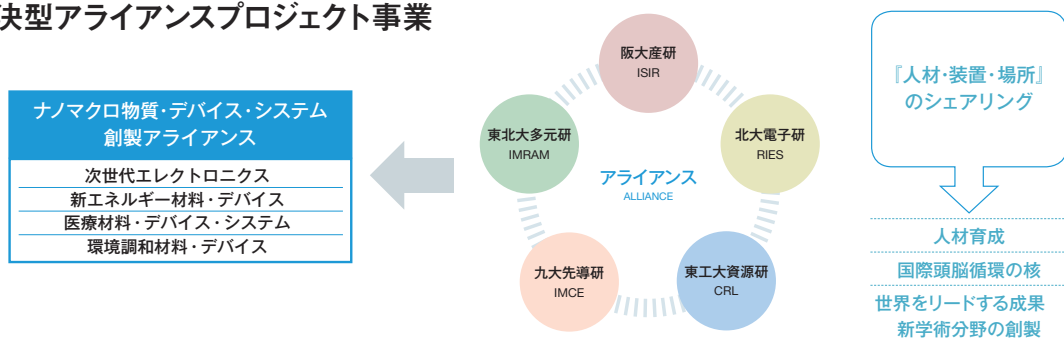 決型アライアンスプロジェクト事業
ナノマクロ物質・デバイス・システム
創製アライアンス
次世代エレクトロニクス
新エネルギー材料・デバイス
医療材料・デバイス・システム
環境調和材料・デバイス
阪大産研
ISIR
東北大多元研
IMRAM
北大電子研
RIES
アライアンス
ALLIANCE
九大先導研
IMCE
東工大資源研
CRL
『人材・装置・場所』
のシェアリング
人材育成
国際頭脳循環の核
世界をリードする成果
新学術分野の創製